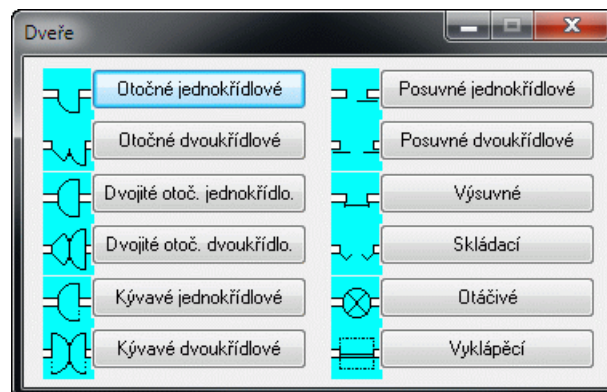 Dveře
Otočné jednokřídlové
Posuvné jednokřídlové
Otočné dvoukřídlové
Posuvné dvoukřídlové
Dvojité otoč. jednokřídlo.
Výsuvné
Dvojité otoč. dvoukřídlo.
Skládací
Kývavé jednokřídlové
Otáčivé
Kývavé dvoukřídlové
Vyklápěcí